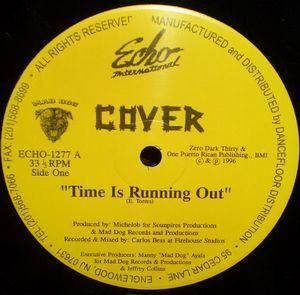 ALL RIGHTS RESERVED • MANUFACTURED and DISTRIBUTED by DANCEFLOOR DISTRIBUTION
95 CEDAR LANE • ENGLEWOOD NJ 07631
Echo
International
MAD DOG
COVER
ECHO-1277 A
33 ⅓ RPM
Side One
Zero Dark Thirty &
One Puerto Rican Publishing., BMI
© & ℗ 1996
"Time Is Running Out"
(E. Torres)
Produced by: Michelob for Soumpires Productions
& Mad Dog Records and Productions
Recorded & Mixed by: Carlos Bess at Firehouse Studios
Executive Producers: Manny "Mad Dog" Ayala
for Mad Dog Records & Productions
& Jeffrey Collins